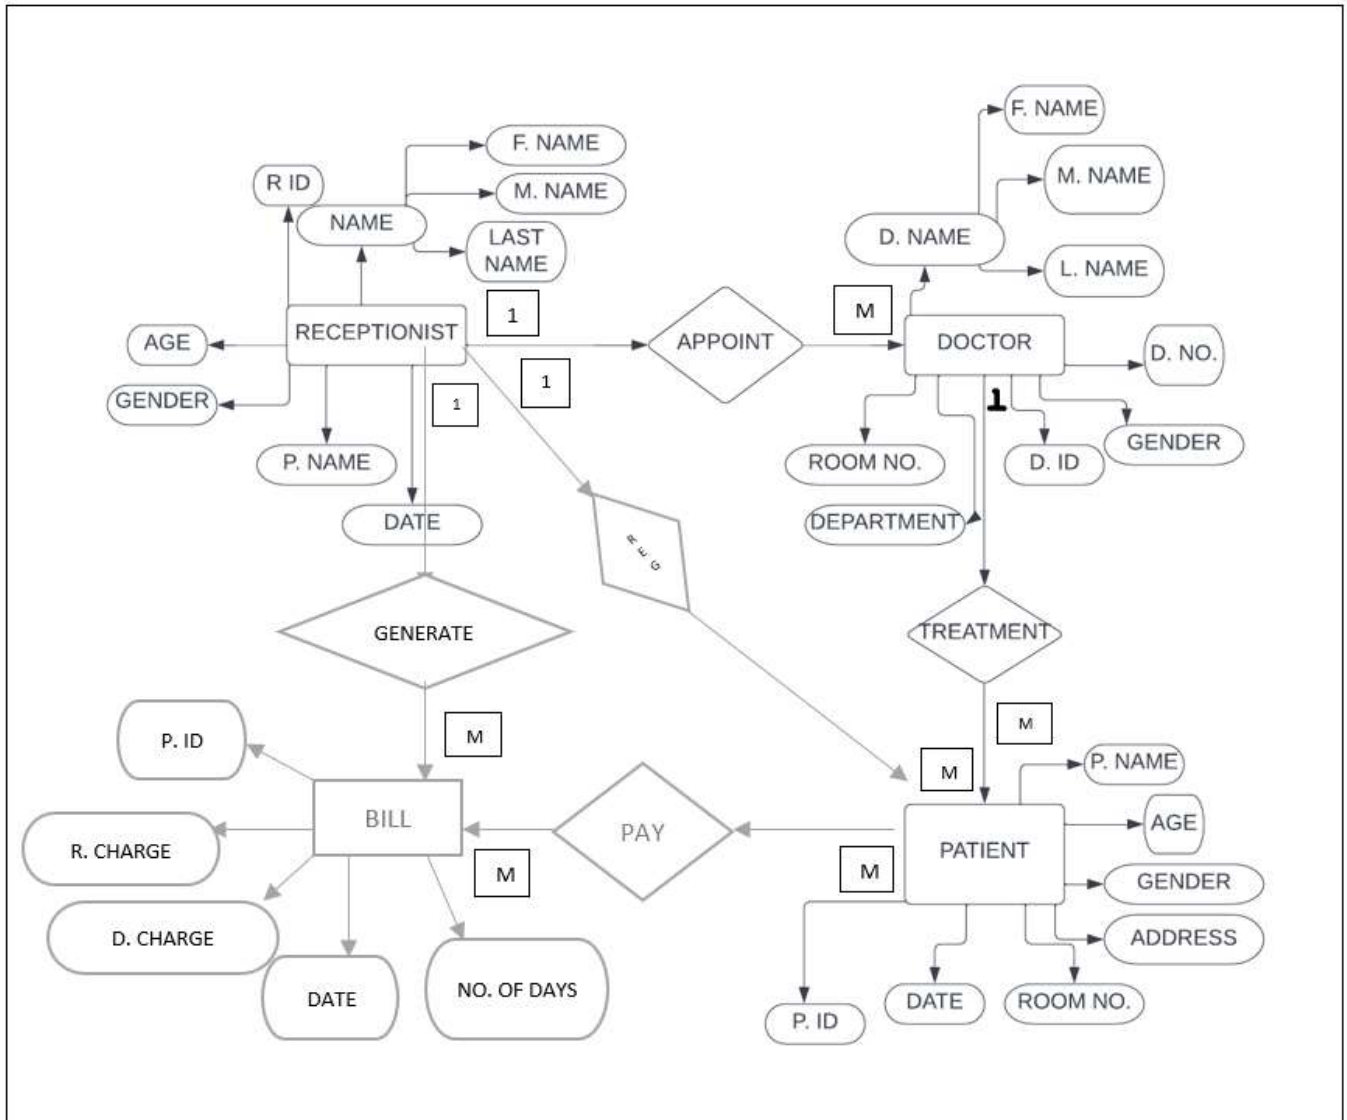 F. NAME
F. NAME
M. NAME
R ID
M. NAME
NAME
D. NAME
LAST
NAME
L. NAME
1
M
RECEPTIONIST
APPOINT
DOCTOR
AGE
D. NO.
1
GENDER
1
1
GENDER
P. NAME
ROOM NO.
D. ID
DATE
DEPARTMENT
R
E
G
GENERATE
TREATMENT
M
M
P. ID
P. NAME
M
BILL
PAY
AGE
R. CHARGE
PATIENT
M
M
GENDER
D. CHARGE
ADDRESS
DATE
NO. OF DAYS
DATE
ROOM NO.
P. ID